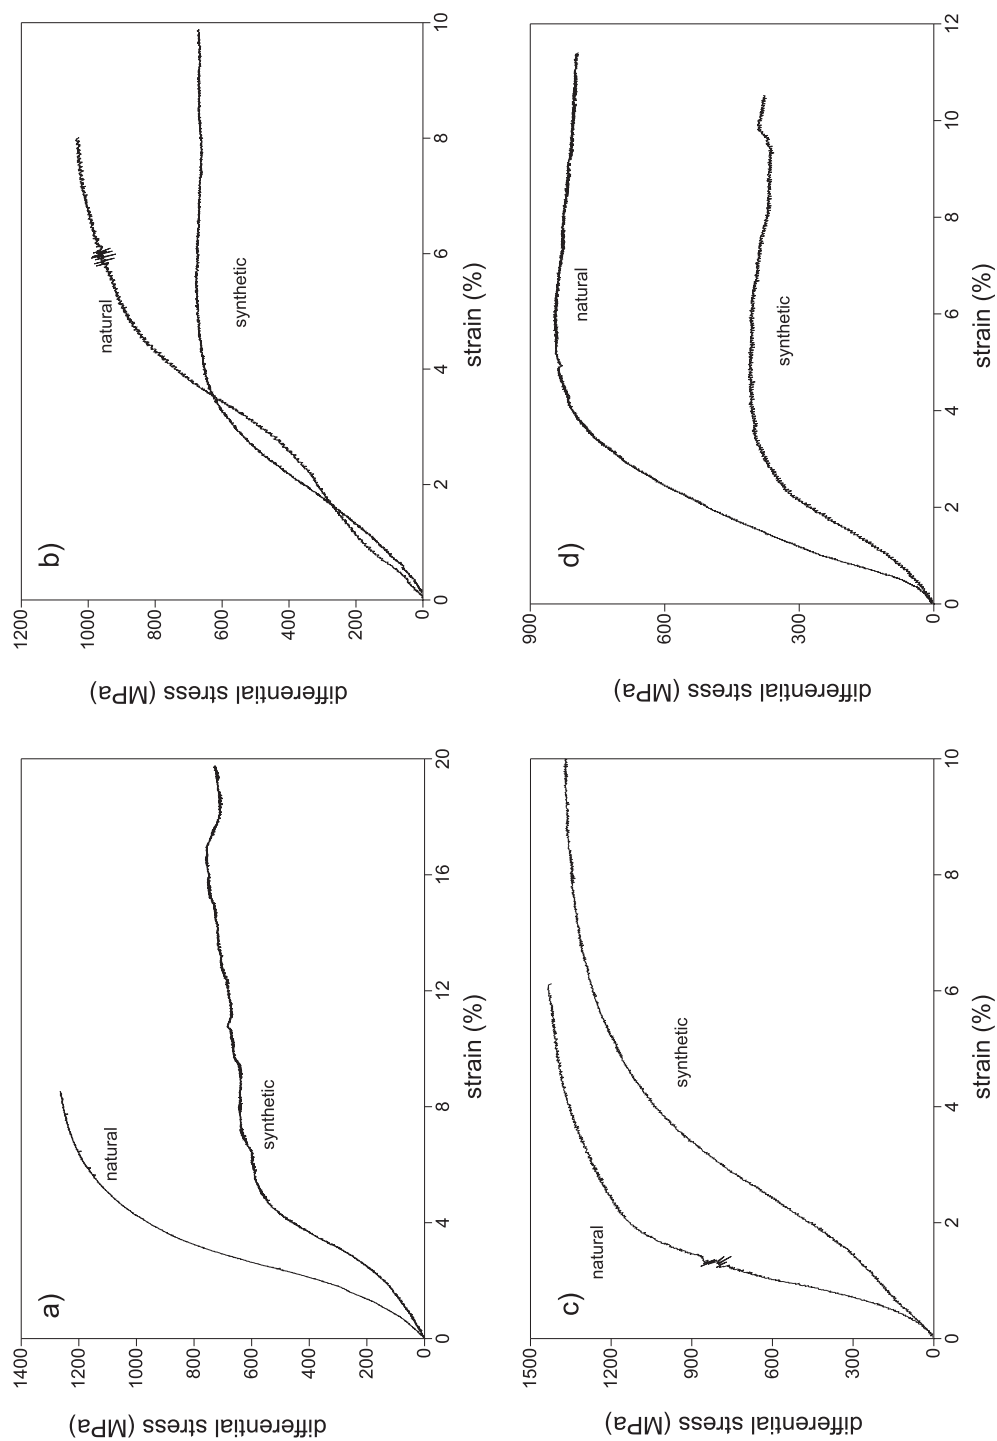 a)
differential stress (MPa)
1400
1200
1000
800
600
400
200
0
natural
synthetic
0
4
8
12
16
20
strain (%)
b)
differential stress (MPa)
1200
1000
800
600
400
200
0
natural
synthetic
0
2
4
6
8
10
strain (%)
c)
differential stress (MPa)
1500
1200
900
600
300
0
natural
synthetic
0
2
4
6
8
10
strain (%)
d)
differential stress (MPa)
900
600
300
0
natural
synthetic
0
2
4
6
8
10
12
strain (%)